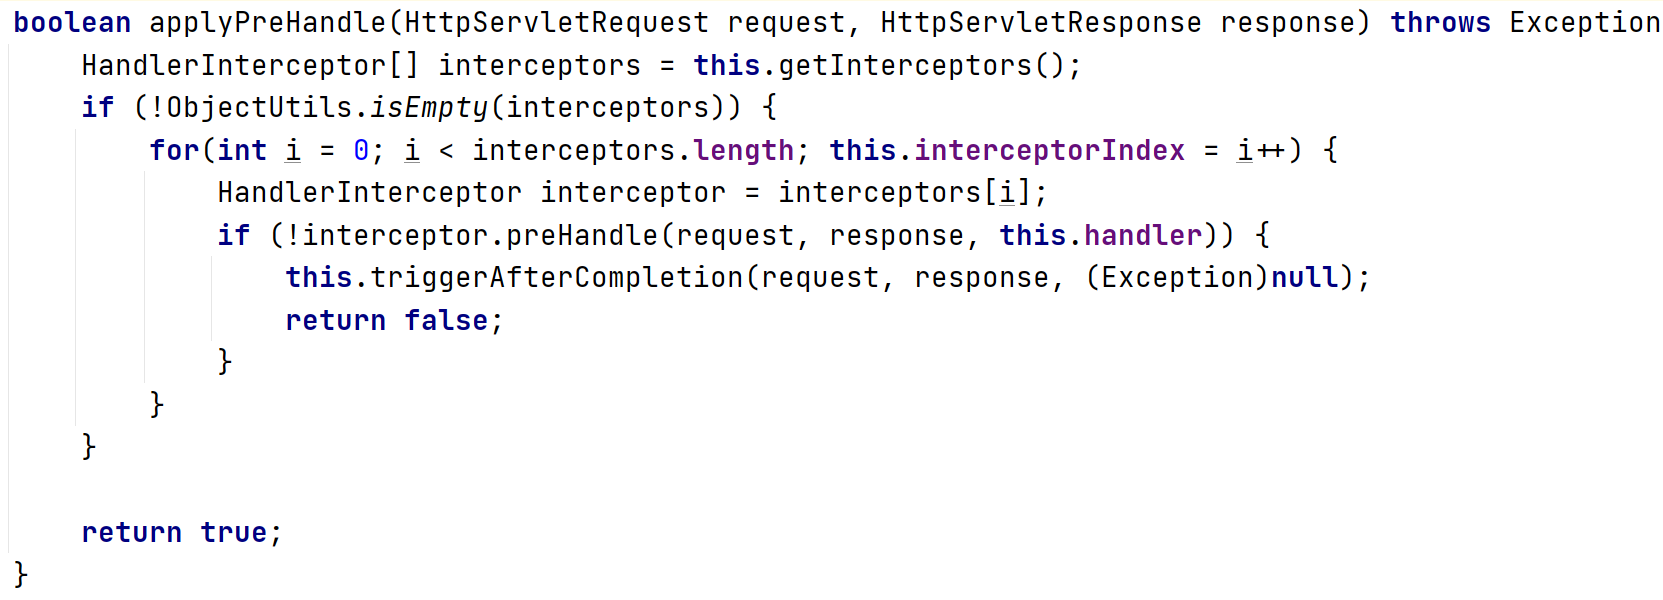 boolean applyPreHandle(HttpServletRequest request, HttpServletResponse response) throws Exception
    HandlerInterceptor[] interceptors = this.getInterceptors();
    if (!ObjectUtils.isEmpty(interceptors)) {
        for(int i = 0; i < interceptors.length; this.interceptorIndex = i++) {
            HandlerInterceptor interceptor = interceptors[i];
            if (!interceptor.preHandle(request, response, this.handler)) {
                this.triggerAfterCompletion(request, response, (Exception)null);
                return false;
            }
        }
    }

    return true;
}